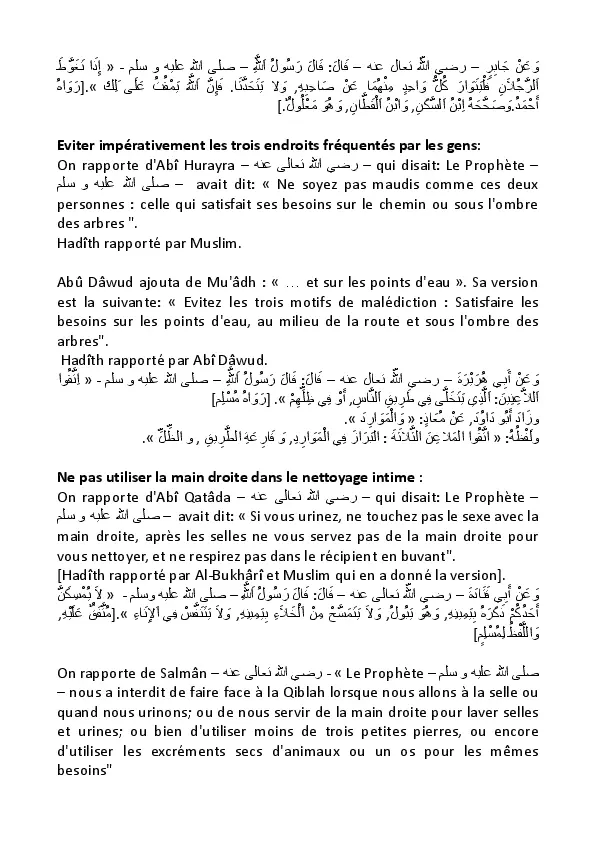 وَ عَنْ جَابِرٍ – رضي الله تعالى عنه – قَالَ: قَالَ رَسُولُ اَللَّهِ – صلى الله عليه و سلم - « إِذَا تَغَوَّطَ
اَلرَّجُلَانِ فَلْيَتَوَارَ كُلُّ وَاحِدٍ مِنْهُمَا عَنْ صَاحِبِهِ, وَلَا يَتَحَدَّثَا. فَإِنَّ اَللَّهَ يَمْقُتُ عَلَى ذَلِكَ ».[رَوَاهُ
أَحْمَدُ.وَصَحَّحَهُ اِبْنُ اَلسَّكَنِ, وَابْنُ اَلْقَطَّانِ, وَهُوَ مَعْلُولٌ.]
Eviter impérativement les trois endroits fréquentés par les gens:
On rapporte d'Abî Hurayra – رضي الله تعالى عنه – qui disait: Le Prophète –
صلى الله عليه و سلم – avait dit: « Ne soyez pas maudis comme ces deux
personnes : celle qui satisfait ses besoins sur le chemin ou sous l'ombre
des arbres ".
Hadîth rapporté par Muslim.
Abû Dâwud ajouta de Mu'âdh : « … et sur les points d'eau ». Sa version
est la suivante: « Evitez les trois motifs de malédiction : Satisfaire les
besoins sur les points d'eau, au milieu de la route et sous l'ombre des
arbres".
Hadîth rapporté par Abî Dâwud.
وَ عَنْ أَبِي هُرَيْرَةَ – رضي الله تعالى عنه – قَالَ: قَالَ رَسُولُ اَللَّهِ – صلى الله عليه و سلم - « اِتَّقُوا
اَللَّاعِنِينَ: اَلَّذِي يَتَخَلَّى فِي طَرِيقِ اَلنَّاسِ, أَوْ فِي ظِلِّهِمْ ». [رَوَاهُ مُسْلِم]
وزَادَ أَبُو دَاوُدَ, عَنْ مُعَاذٍ: « وَالْمَوَارِدَ ».
ولَفْظُهُ: « اتَّقُوا المَلاَعِنَ الثَّلَاثَةَ : الْبَرَازَ فِي الْمَوَارِدِ, وَ قَارِعَةِ الطَّرِيقِ , و الظِّلِّ ».
Ne pas utiliser la main droite dans le nettoyage intime :
On rapporte d'Abî Qatâda – رضي الله تعالى عنه – qui disait: Le Prophète –
صلى الله عليه و سلم – avait dit: « Si vous urinez, ne touchez pas le sexe avec la
main droite, après les selles ne vous servez pas de la main droite pour
vous nettoyer, et ne respirez pas dans le récipient en buvant".
[Hadîth rapporté par Al-Bukhârî et Muslim qui en a donné la version].
وَ عَنْ أَبِي قَتَادَةَ – رضي الله تعالى عنه – قَالَ: قَالَ رَسُولُ اَللَّهِ – صلى الله عليه وسلم - « لَا يُمْسِكَنَّ
أَحَدُكُمْ ذَكَرَهُ بِيَمِينِهِ, وَهُوَ يَبُولُ, وَلَا يَتَمَسَّحْ مِنْ اَلْخَلَاءِ بِيَمِينِهِ, وَلَا يَتَنَفَّسْ فِي اَلْإِنَاءِ ».[مُتَّفَقٌ عَلَيْهِ,
وَاللَّفْظُ لِمُسْلِمٍ]
On rapporte de Salmân – رضي الله تعالى عنه - « Le Prophète – صلى الله عليه و سلم
– nous a interdit de faire face à la Qiblah lorsque nous allons à la selle ou
quand nous urinons; ou de nous servir de la main droite pour laver selles
et urines; ou bien d'utiliser moins de trois petites pierres, ou encore
d'utiliser les excréments secs d'animaux ou un os pour les mêmes
besoins"